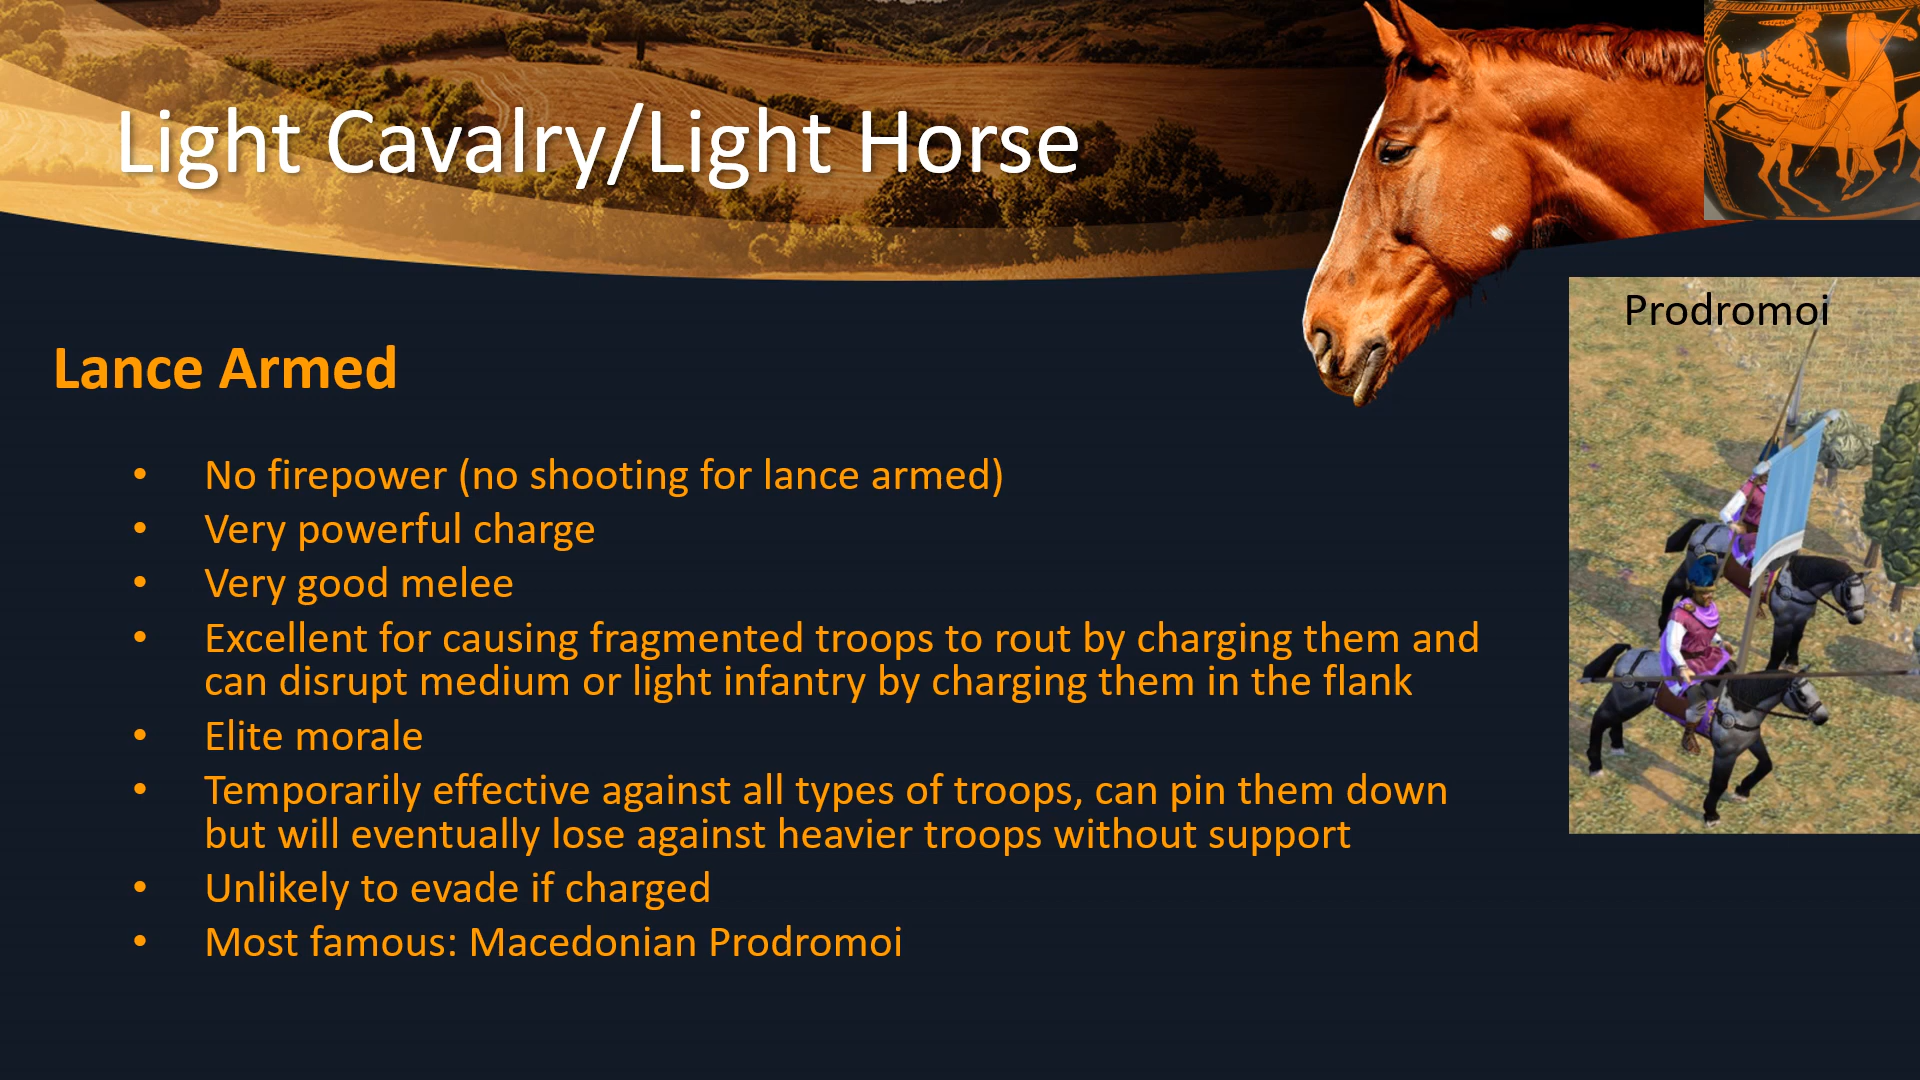 Light Cavalry/Light Horse
Prodromoi
Lance Armed
• No firepower (no shooting for lance armed)
• Very powerful charge
• Very good melee
• Excellent for causing fragmented troops to rout by charging them and
can disrupt medium or light infantry by charging them in the flank
• Elite morale
• Temporarily effective against all types of troops, can pin them down
but will eventually lose against heavier troops without support
• Unlikely to evade if charged
• Most famous: Macedonian Prodromoi